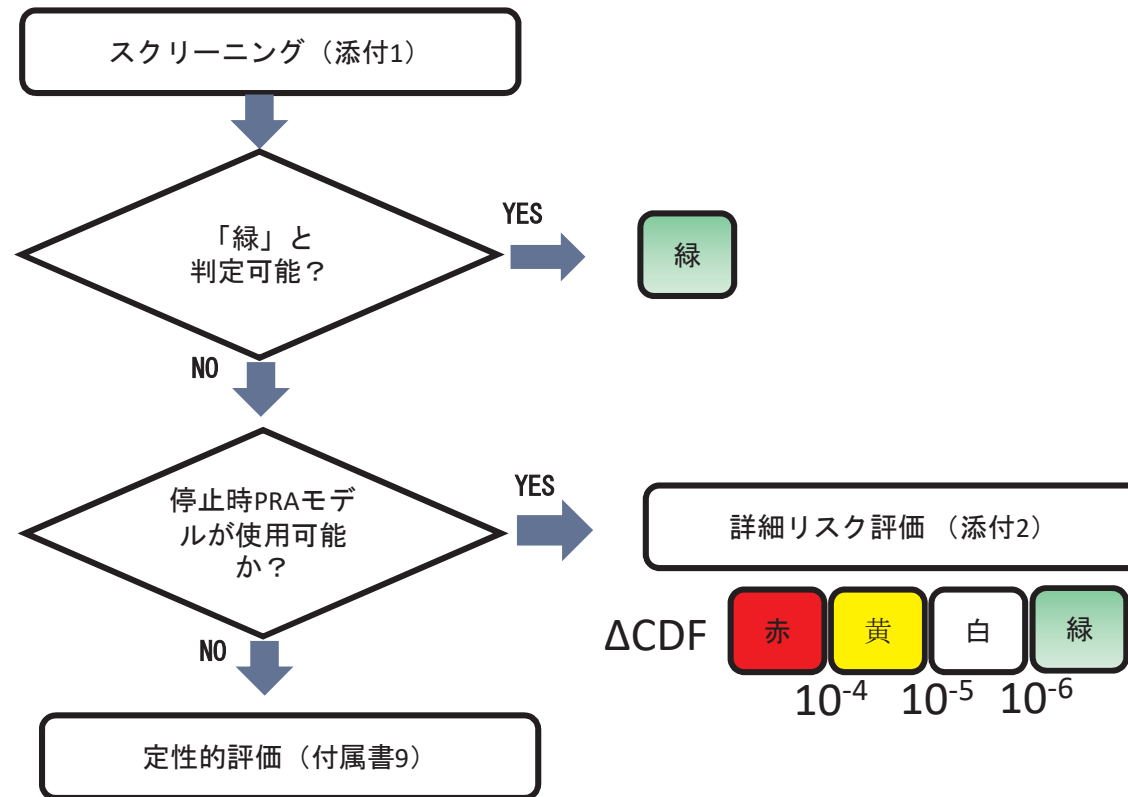 スクリーニング（添付1）
「緑」と
判定可能？
YES
緑
NO
停止時PRAモデ
ルが使用可能
か？
YES
詳細リスク評価 （添付2）
ΔCDF 赤 黄 白 緑
10⁻⁴ 10⁻⁵ 10⁻⁶
NO
定性的評価（付属書9）